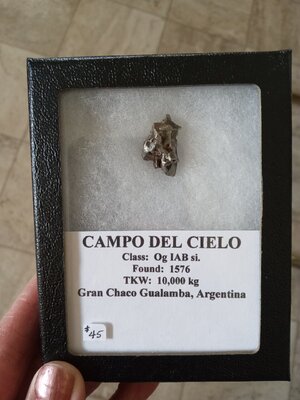 CAMPO DEL CIELO
Class: Og IAB si.
Found: 1576
TKW: 10,000 kg
Gran Chaco Gualamba, Argentina
$45